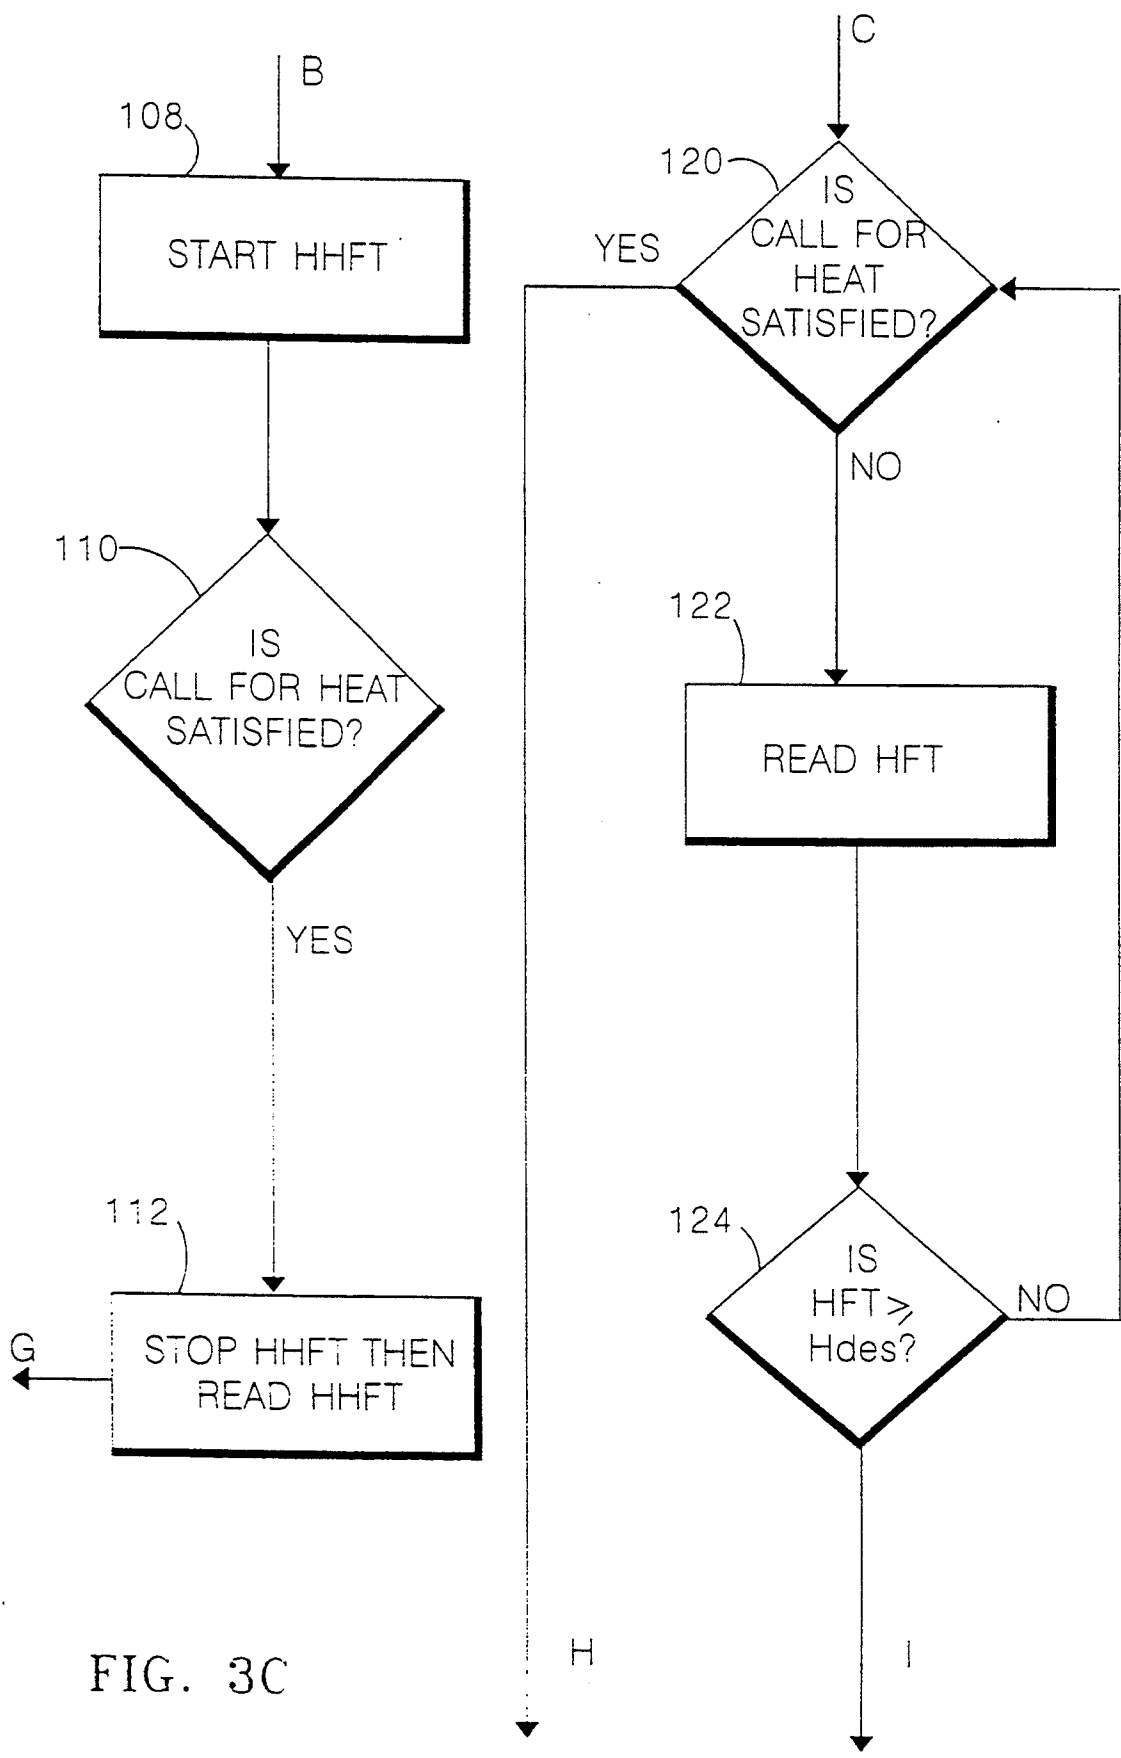 B
108
START HHFT
110
IS
CALL FOR HEAT
SATISFIED?
YES
112
STOP HHFT THEN
READ HHFT
G
C
120
IS
CALL FOR
HEAT
SATISFIED?
YES
NO
122
READ HFT
124
IS
HFT ⩾
Hdes?
NO
H
I
FIG. 3C